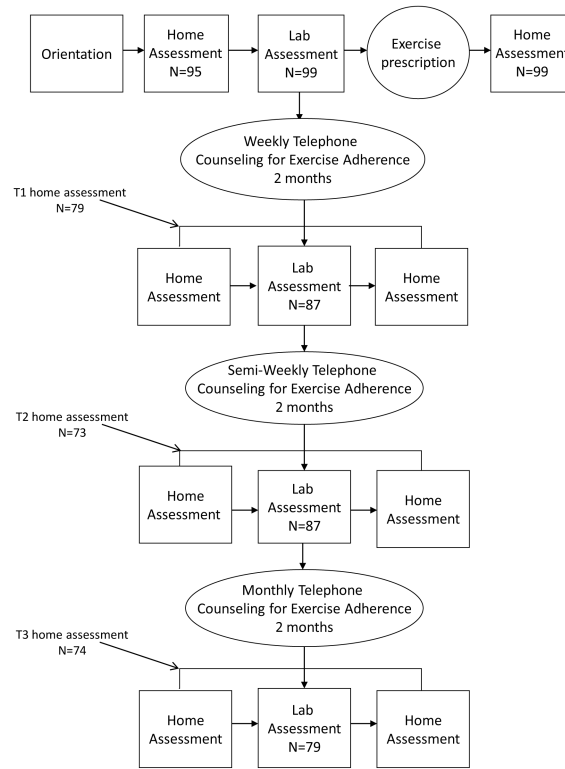 Orientation
Home
Assessment
N=95
Lab
Assessment
N=99
Exercise
prescription
Home
Assessment
N=99
Weekly Telephone
Counseling for Exercise Adherence
2 months
T1 home assessment
N=79
Home
Assessment
Lab
Assessment
N=87
Home
Assessment
Semi-Weekly Telephone
Counseling for Exercise Adherence
2 months
T2 home assessment
N=73
Home
Assessment
Lab
Assessment
N=87
Home
Assessment
Monthly Telephone
Counseling for Exercise Adherence
2 months
T3 home assessment
N=74
Home
Assessment
Lab
Assessment
N=79
Home
Assessment